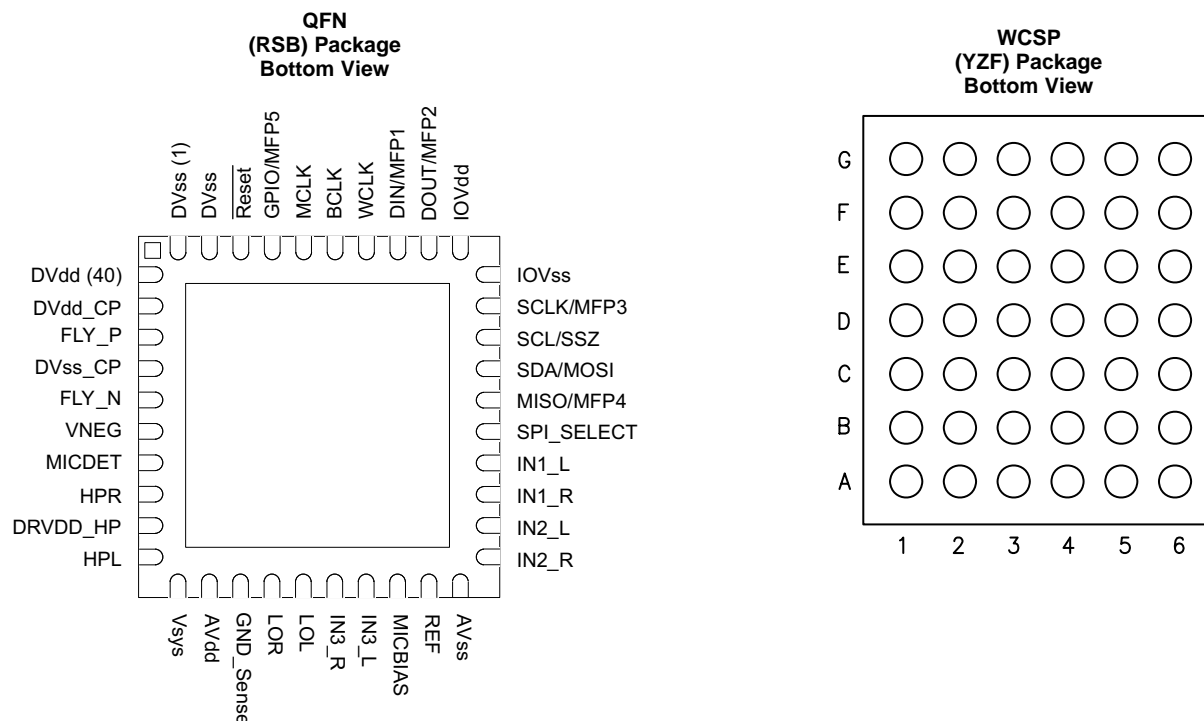 QFN
(RSB) Package
Bottom View
DVss (1)
DVss
Reset
GPIO/MFP5
MCLK
BCLK
WCLK
DIN/MFP1
DOUT/MFP2
IOVdd
DVdd (40)
DVdd_CP
FLY_P
DVss_CP
FLY_N
VNEG
MICDET
HPR
DRVDD_HP
HPL
IOVss
SCLK/MFP3
SCL/SSZ
SDA/MOSI
MISO/MFP4
SPI_SELECT
IN1_L
IN1_R
IN2_L
IN2_R
Vsys
AVdd
GND_Sense
LOR
LOL
IN3_R
IN3_L
MICBIAS
REF
AVss
WCSP
(YZF) Package
Bottom View
G
F
E
D
C
B
A
1 2 3 4 5 6